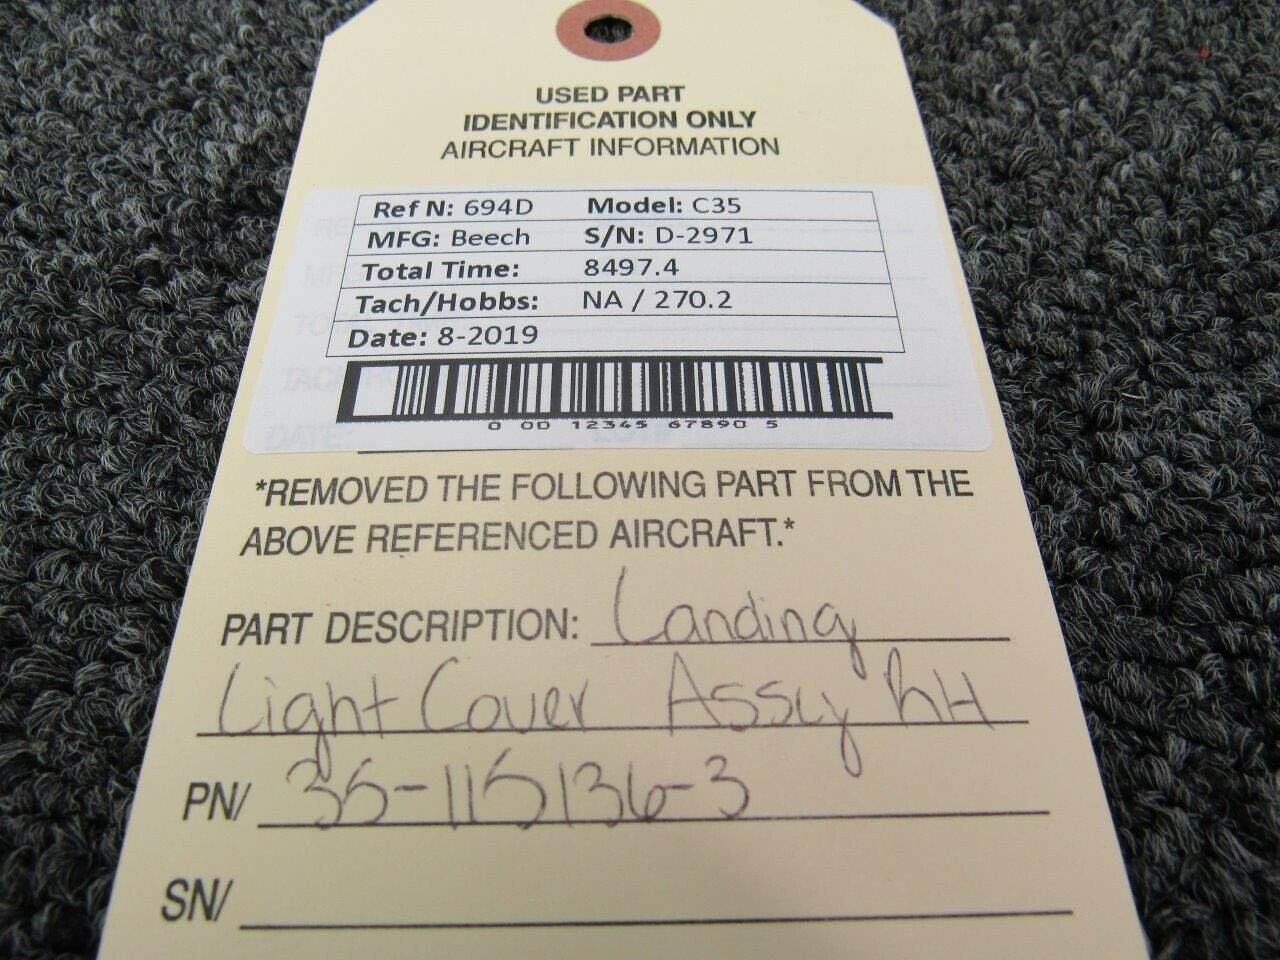 USED PART
IDENTIFICATION ONLY
AIRCRAFT INFORMATION
Ref N: 694D Model: C35
MFG: Beech S/N: D-2971
Total Time: 8497.4
Tach/Hobbs: NA / 270.2
Date: 8-2019
0 00 12345 67890 5
*REMOVED THE FOLLOWING PART FROM THE
ABOVE REFERENCED AIRCRAFT.*
PART DESCRIPTION: Landing
Light Cover Assy RH
PN/ 35-115136-3
SN/